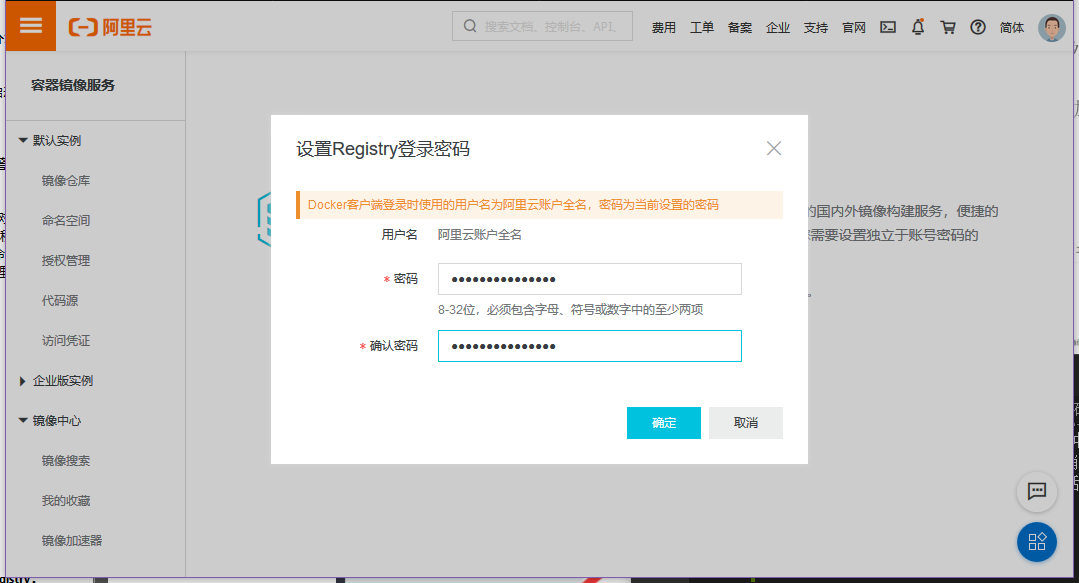 阿里云
搜索文档、控制台、API、
费用 工单 备案 企业 支持 官网 简体
容器镜像服务
默认实例
镜像仓库
命名空间
授权管理
代码源
访问凭证
企业版实例
镜像中心
镜像搜索
我的收藏
镜像加速器
设置Registry登录密码
Docker客户端登录时使用的用户名为阿里云账户全名，密码为当前设置的密码
用户名 阿里云账户全名
* 密码 •••••••••••••••
8-32位，必须包含字母、符号或数字中的至少两项
* 确认密码 •••••••••••••••
确定 取消
的国内外镜像构建服务，便捷的
需要设置独立于账号密码的
。